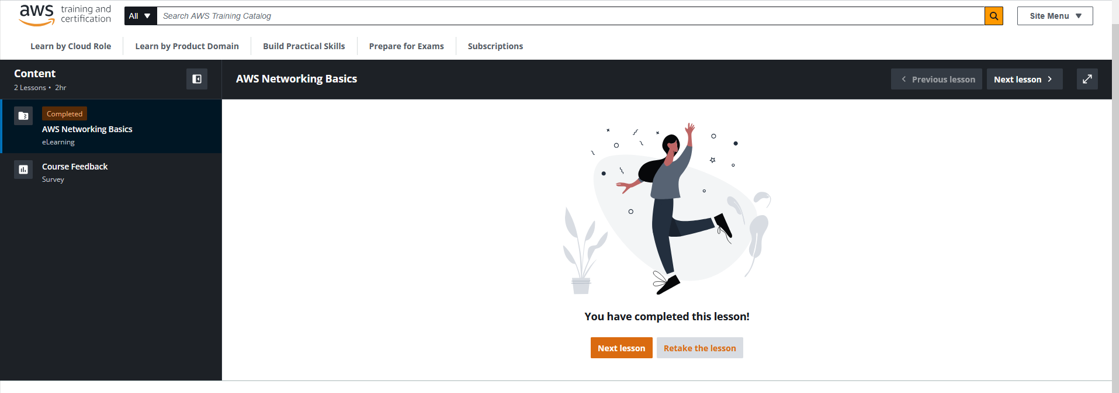 aws training and
certification
All ▼ Search AWS Training Catalog
Site Menu ▼
Learn by Cloud Role Learn by Product Domain Build Practical Skills Prepare for Exams Subscriptions
Content
2 Lessons • 2hr
AWS Networking Basics
Previous lesson
Next lesson
Completed
AWS Networking Basics
eLearning
Course Feedback
Survey
You have completed this lesson!
Next lesson Retake the lesson